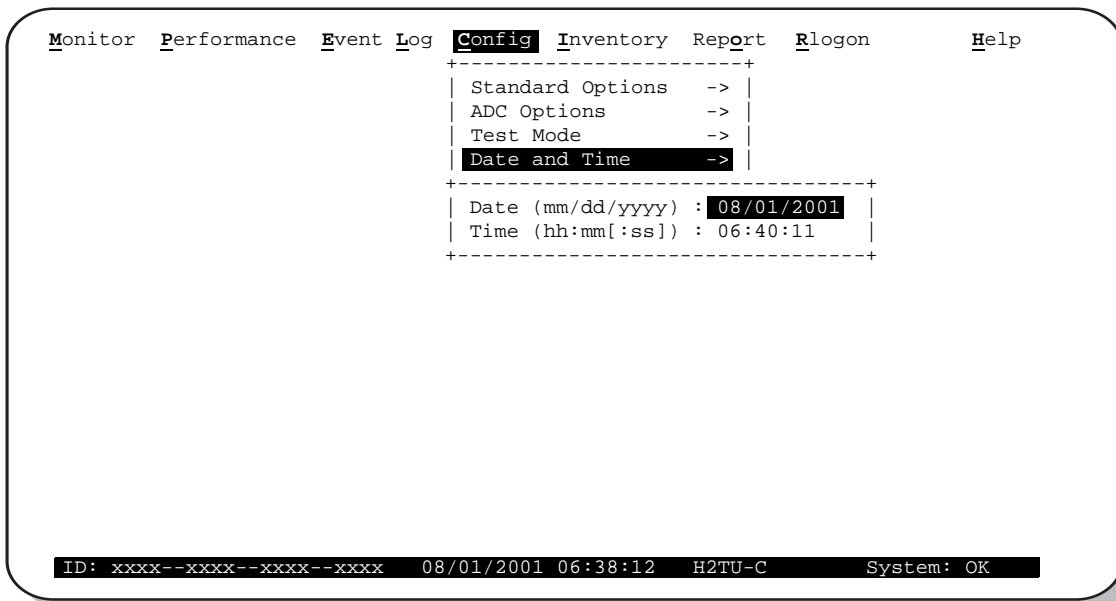 Monitor Performance Event Log Config Inventory Report Rlogon Help
+------------------------+
| Standard Options -> |
| ADC Options -> |
| Test Mode -> |
| Date and Time -> |
+----------------------------------+
| Date (mm/dd/yyyy) : 08/01/2001 |
| Time (hh:mm[:ss]) : 06:40:11 |
+----------------------------------+
ID: xxxx--xxxx--xxxx--xxxx 08/01/2001 06:38:12 H2TU-C System: OK